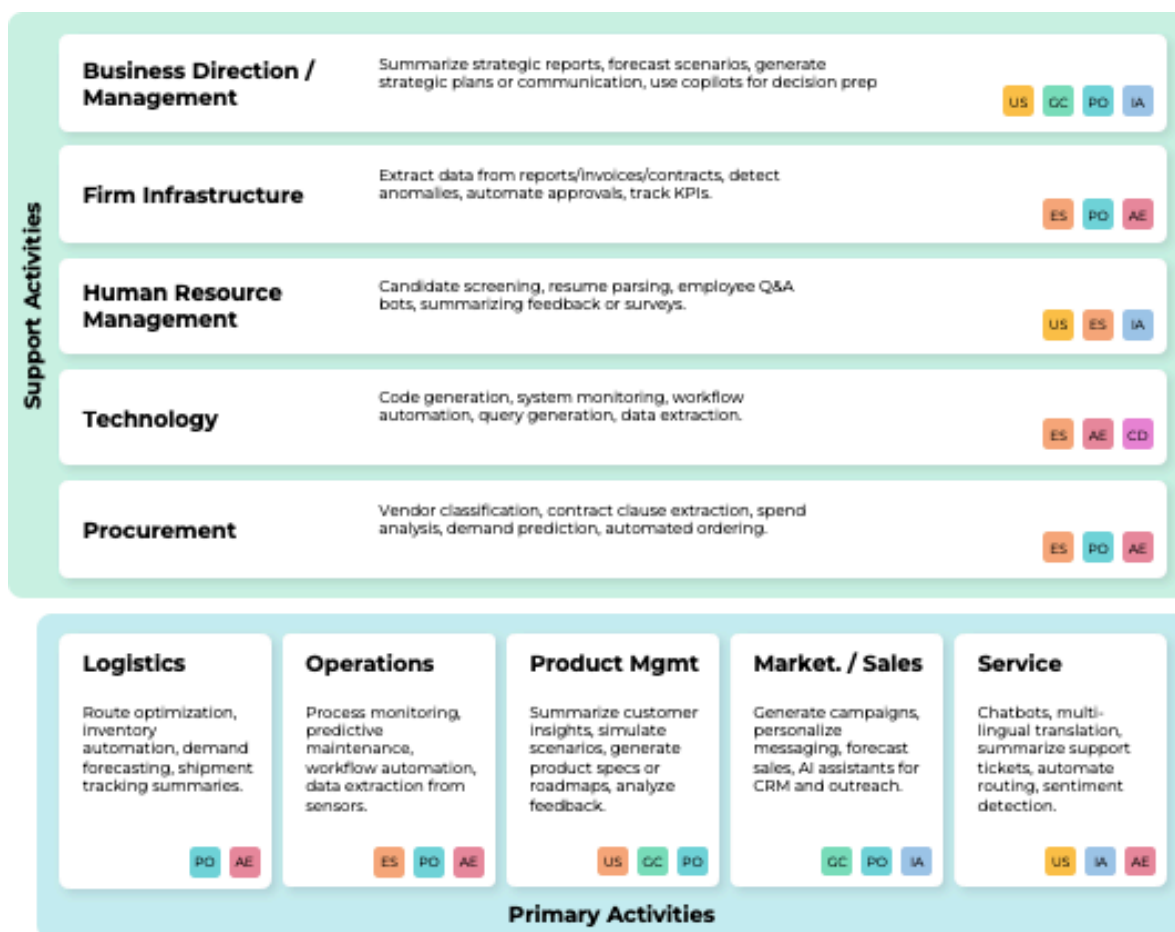 Support Activities
Business Direction /
Management
Summarize strategic reports, forecast scenarios, generate
strategic plans or communication, use copilots for decision prep
US GC PO IA
Firm Infrastructure
Extract data from reports/invoices/contracts, detect
anomalies, automate approvals, track KPIs.
ES PO AE
Human Resource
Management
Candidate screening, resume parsing, employee Q&A
bots, summarizing feedback or surveys.
US ES IA
Technology
Code generation, system monitoring, workflow
automation, query generation, data extraction.
ES AE CD
Procurement
Vendor classification, contract clause extraction, spend
analysis, demand prediction, automated ordering.
ES PO AE
Logistics
Route optimization,
inventory
automation, demand
forecasting, shipment
tracking summaries.
PO AE
Operations
Process monitoring,
predictive
maintenance,
workflow automation,
data extraction from
sensors.
ES PO AE
Product Mgmt
Summarize customer
insights, simulate
scenarios, generate
product specs or
roadmaps, analyze
feedback.
US GC PO
Market. / Sales
Generate campaigns,
personalize
messaging, forecast
sales, AI assistants for
CRM and outreach.
GC PO IA
Service
Chatbots, multi-
lingual translation,
summarize support
tickets, automate
routing, sentiment
detection.
US IA AE
Primary Activities